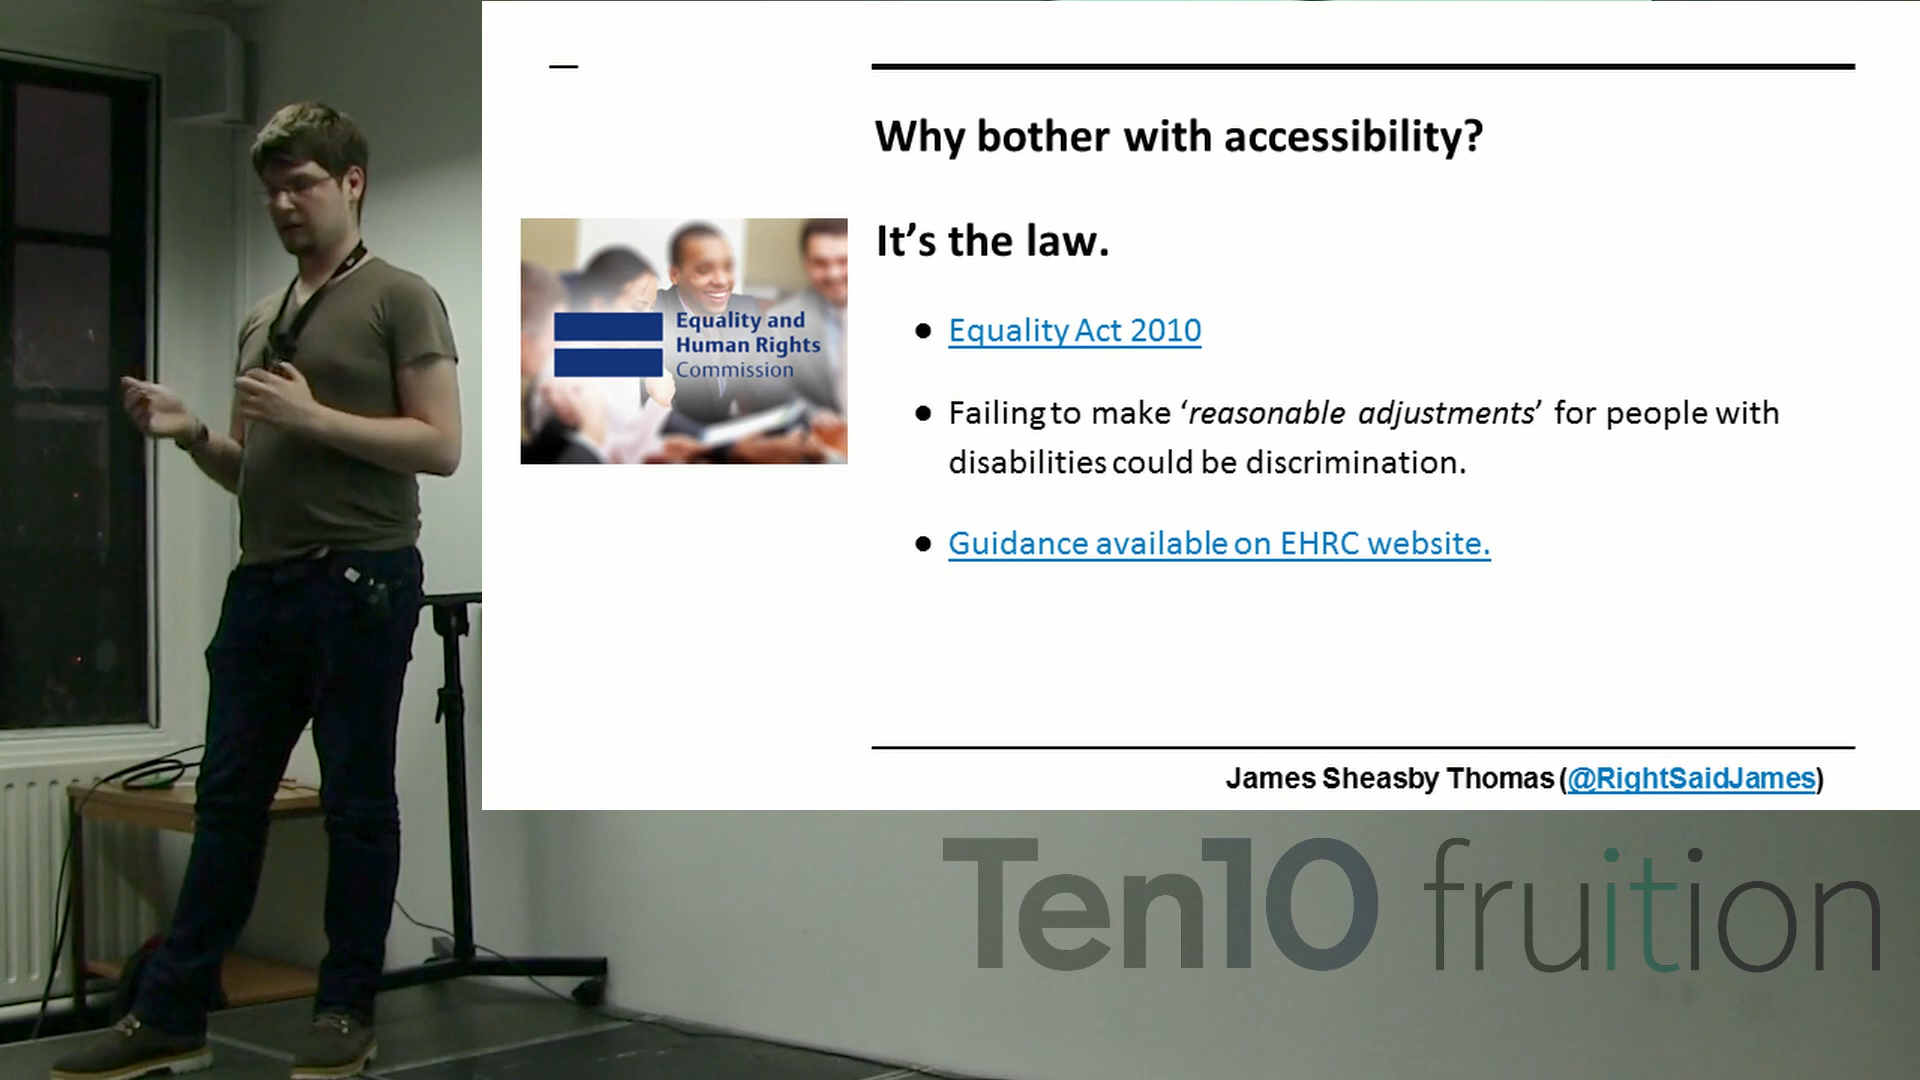 Why bother with accessibility?
It's the law.
Equality and
Human Rights
Commission
● Equality Act 2010
● Failing to make ‘reasonable adjustments’ for people with
disabilities could be discrimination.
● Guidance available on EHRC website.
James Sheasby Thomas (@RightSaidJames)
Ten10 fruition